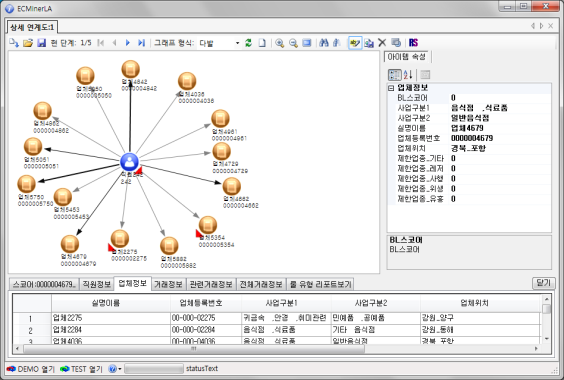 ECMinerLA
상세 연계도:1
현 단계: 1/5
그래프 형식: 다발
RS
아이템 속성
업체5050
0000005050
업체4842
0000004842
업체4036
0000004036
업체4862
0000004862
업체4961
0000004961
업체5051
0000005051
업체4729
0000004729
242
업체5750
0000005750
업체5453
0000005453
업체4662
0000004662
업체5354
0000005354
업체4679
0000004679
업체2275
0000002275
업체5882
0000005882
업체정보
BL스코어 0
사업구분1 음식점 _식료품
사업구분2 일반음식점
실명이름 업체4679
업체등록번호 0000004679
업체위치 경북_포항
제한업종_기타 0
제한업종_레저 0
제한업종_사행 0
제한업종_위생 0
제한업종_유흥 0
BL스코어
BL스코어
스코어:0000004679_ 직원정보 업체정보 거래정보 관련거래정보 전체거래정보 룰 유형 리포트보기 닫기
실명이름 업체등록번호 사업구분1 사업구분2 업체위치
1 업체2275 00-000-02275 귀금속 _안경 _취미관련 민예품 _공예품 강원_양구
2 업체2284 00-000-02284 음식점 _식료품 기타 음식점 강원_동해
3 업체4036 00-000-04036 음식점 _식료품 일반음식점 경북_포항
DEMO 열기 TEST 열기 statusText